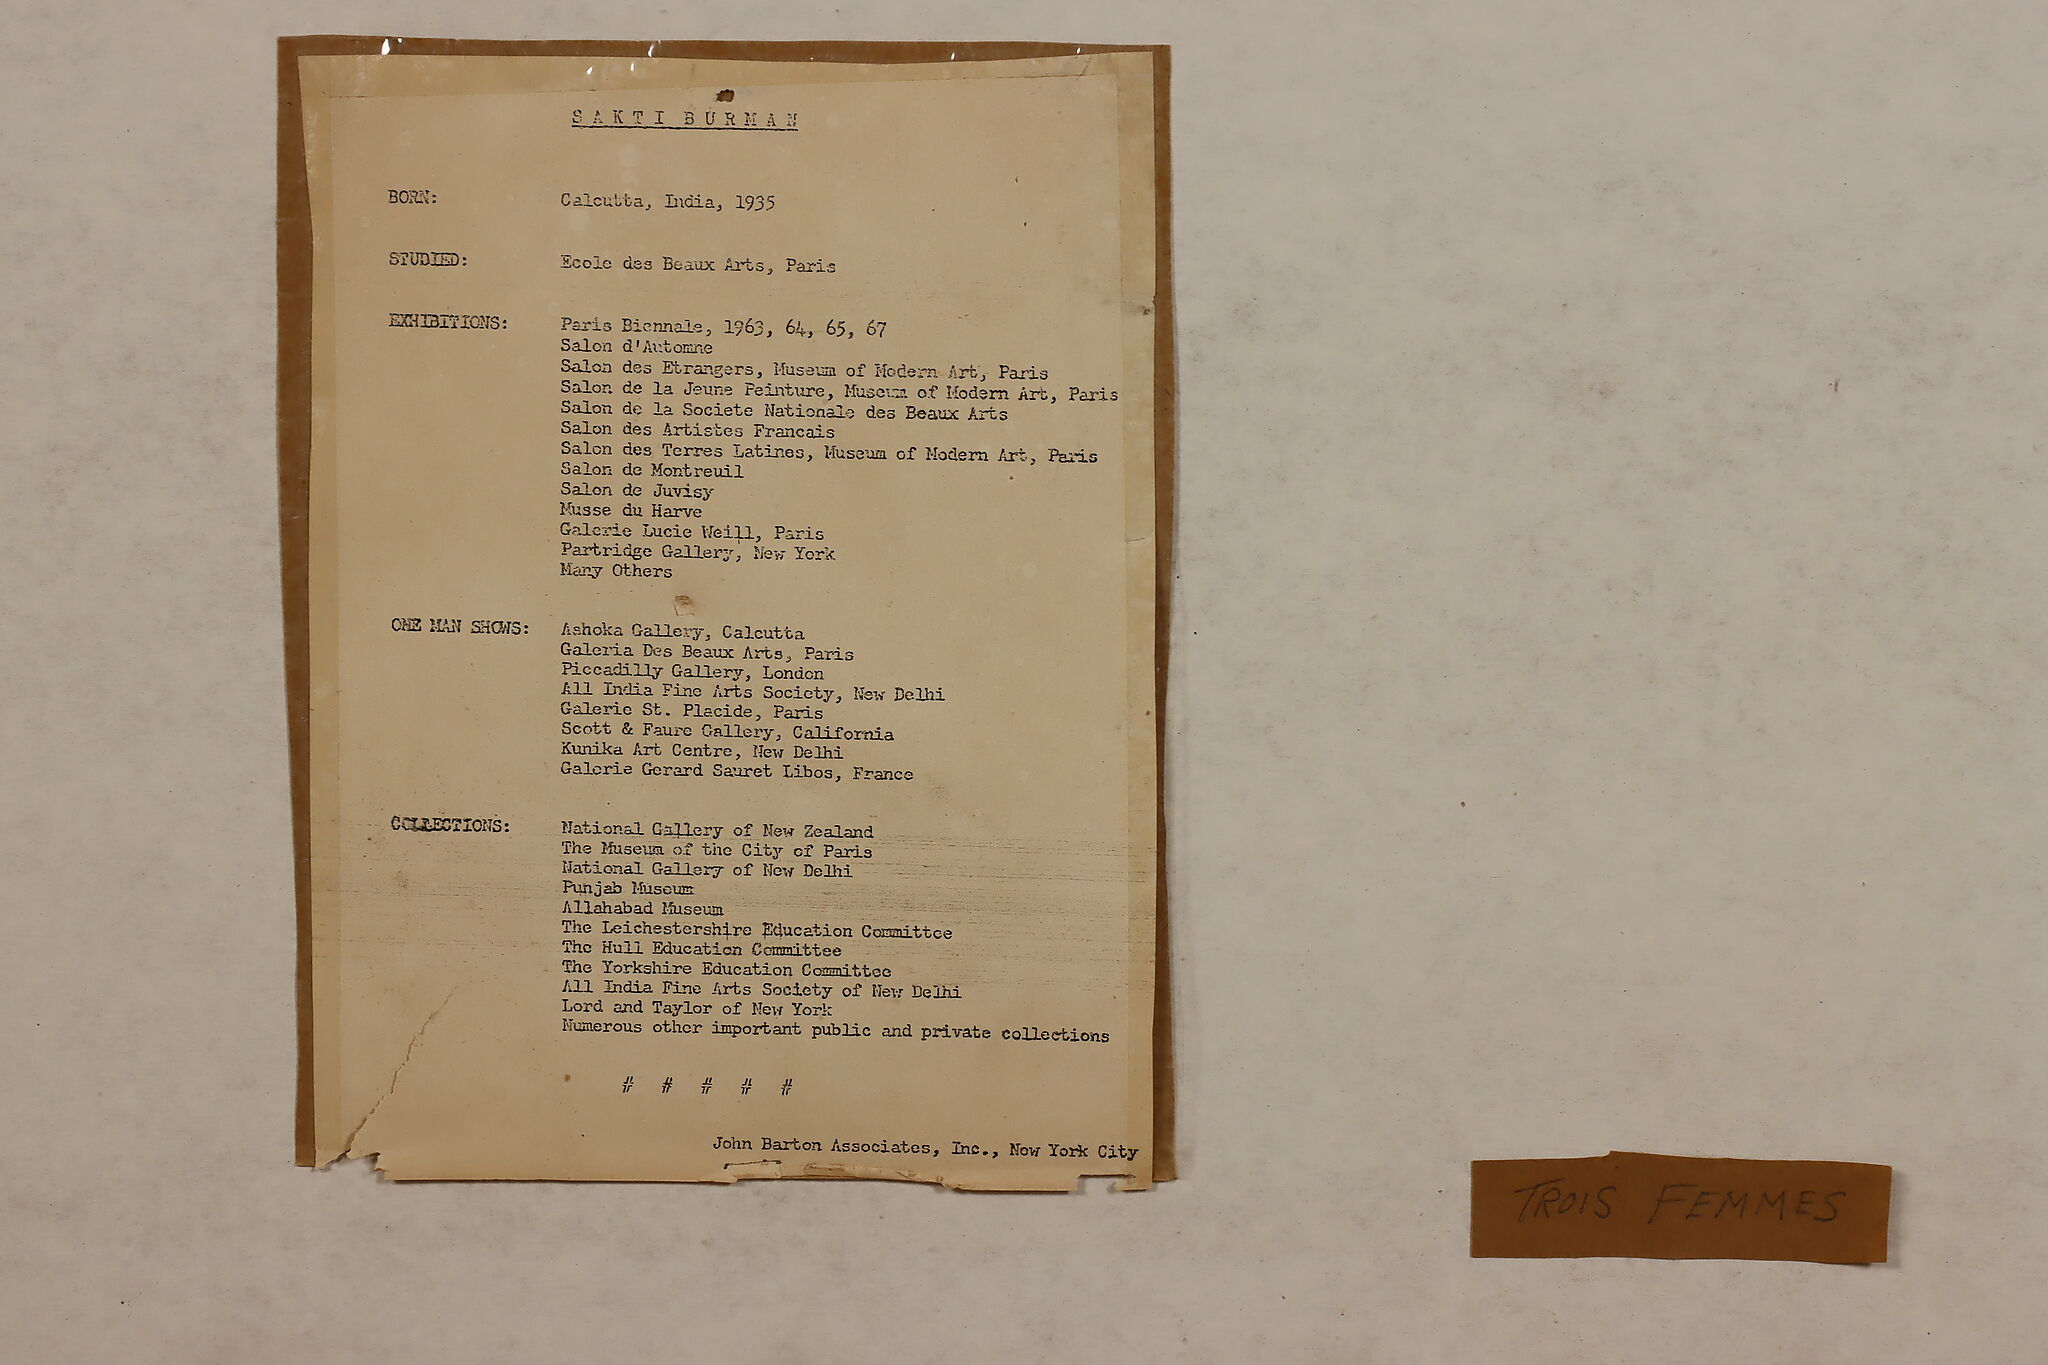 SAKTI BURMAN
BORN: Calcutta, India, 1935
STUDIED: Ecole des Beaux Arts, Paris
EXHIBITIONS: Paris Biennale, 1963, 64, 65, 67
Salon d'Automne
Salon des Etrangers, Museum of Modern Art, Paris
Salon de la Jeune Peinture, Museum of Modern Art, Paris
Salon de la Societe Nationale des Beaux Arts
Salon des Artistes Francais
Salon des Terres Latines, Museum of Modern Art, Paris
Salon de Montreuil
Salon de Juvisy
Musse du Harve
Galerie Lucie Weill, Paris
Partridge Gallery, New York
Many Others
ONE MAN SHOWS: Ashoka Gallery, Calcutta
Galeria Des Beaux Arts, Paris
Piccadilly Gallery, London
All India Fine Arts Society, New Delhi
Galerie St. Placide, Paris
Scott & Faure Gallery, California
Kunika Art Centre, New Delhi
Galerie Gerard Sauret Libos, France
COLLECTIONS: National Gallery of New Zealand
The Museum of the City of Paris
National Gallery of New Delhi
Punjab Museum
Allahabad Museum
The Leichestershire Education Committee
The Hull Education Committee
The Yorkshire Education Committee
All India Fine Arts Society of New Delhi
Lord and Taylor of New York
Numerous other important public and private collections
# # # # #
John Barton Associates, Inc., New York City
TROIS FEMMES